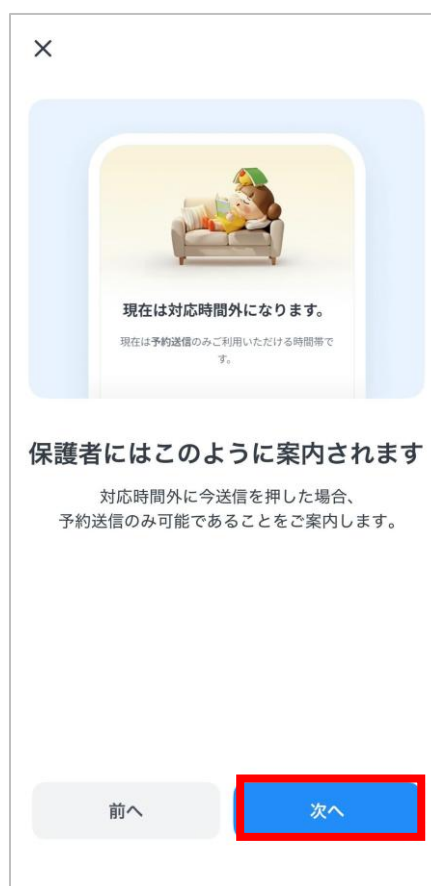 現在は対応時間外になります。
現在は予約送信のみご利用いただける時間帯で
す。
保護者にはこのように案内されます
対応時間外に今送信を押した場合、
予約送信のみ可能であることをご案内します。
前へ
次へ